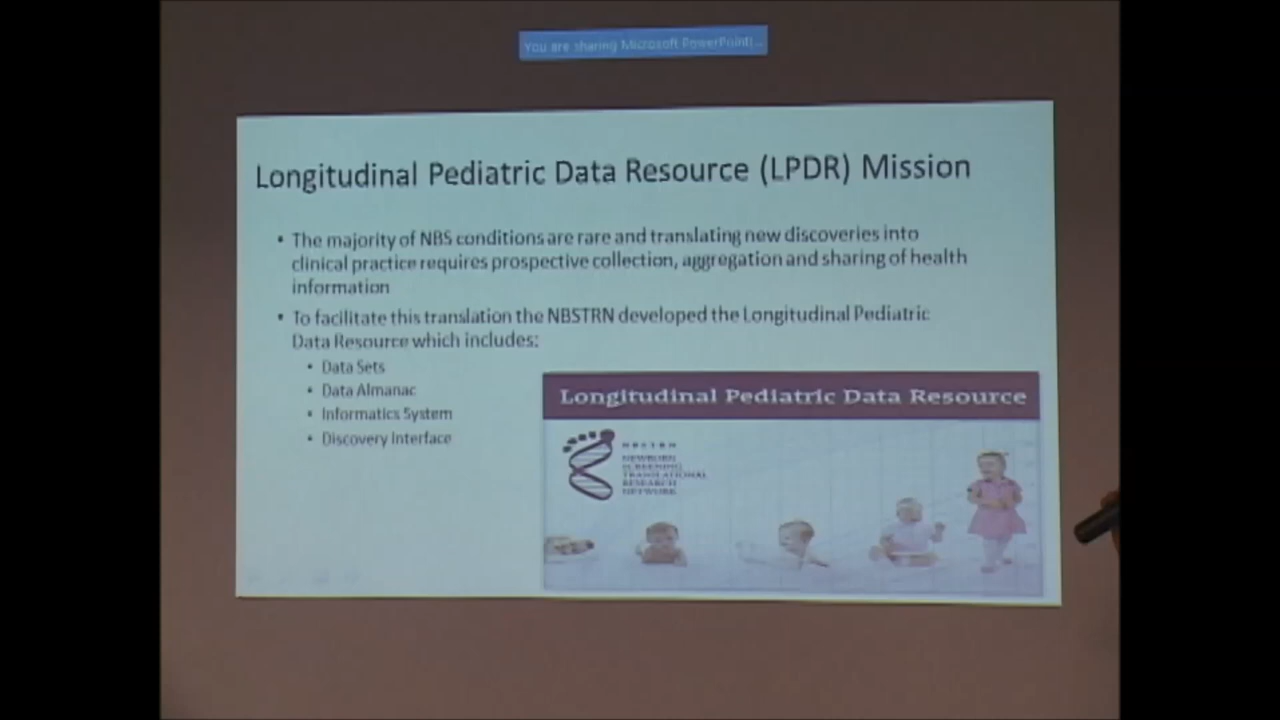 You are sharing Microsoft PowerPoint! ...
Longitudinal Pediatric Data Resource (LPDR) Mission
• The majority of NBS conditions are rare and translating new discoveries into
clinical practice requires prospective collection, aggregation and sharing of health
information
• To facilitate this translation the NBSTRN developed the Longitudinal Pediatric
Data Resource which includes:
• Data Sets
• Data Almanac
• Informatics System
• Discovery Interface
Longitudinal Pediatric Data Resource
NBSTRN
NEWBORN
SCREENING
TRANSLATIONAL
RESEARCH
NETWORK